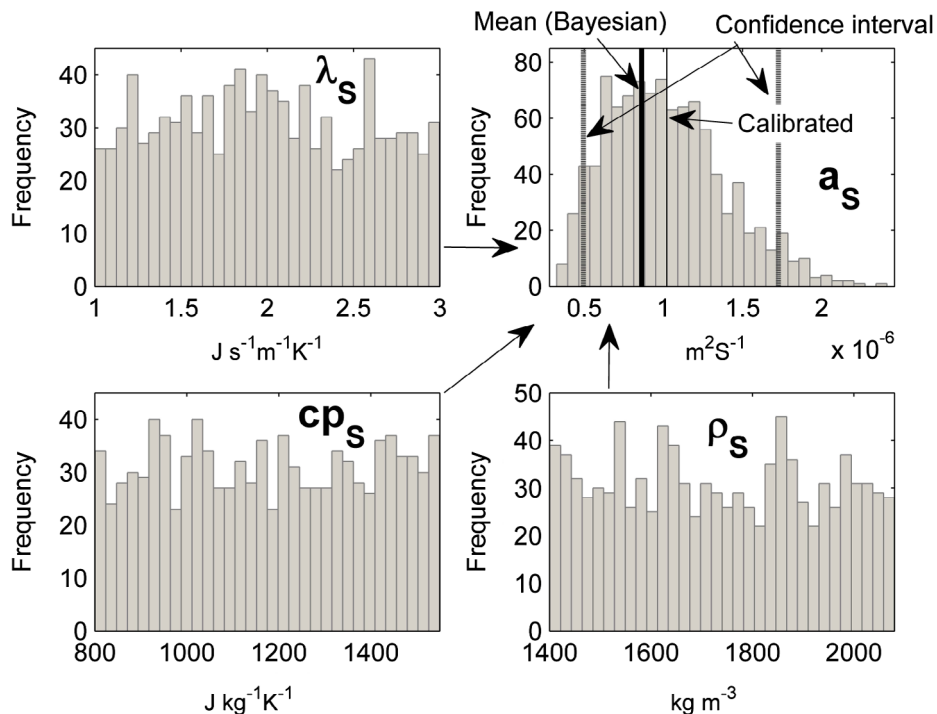 Mean (Bayesian)
Confidence interval
Frequency
40
30
20
10
0
λS
1
1.5
2
2.5
3
J s-1m-1K-1
Frequency
80
60
40
20
0
Calibrated
aS
0.5
1
1.5
2
m2S-1
x 10-6
Frequency
50
40
30
20
10
0
cpS
800
1000
1200
1400
J kg-1K-1
Frequency
50
40
30
20
10
0
ρS
1400
1600
1800
2000
kg m-3